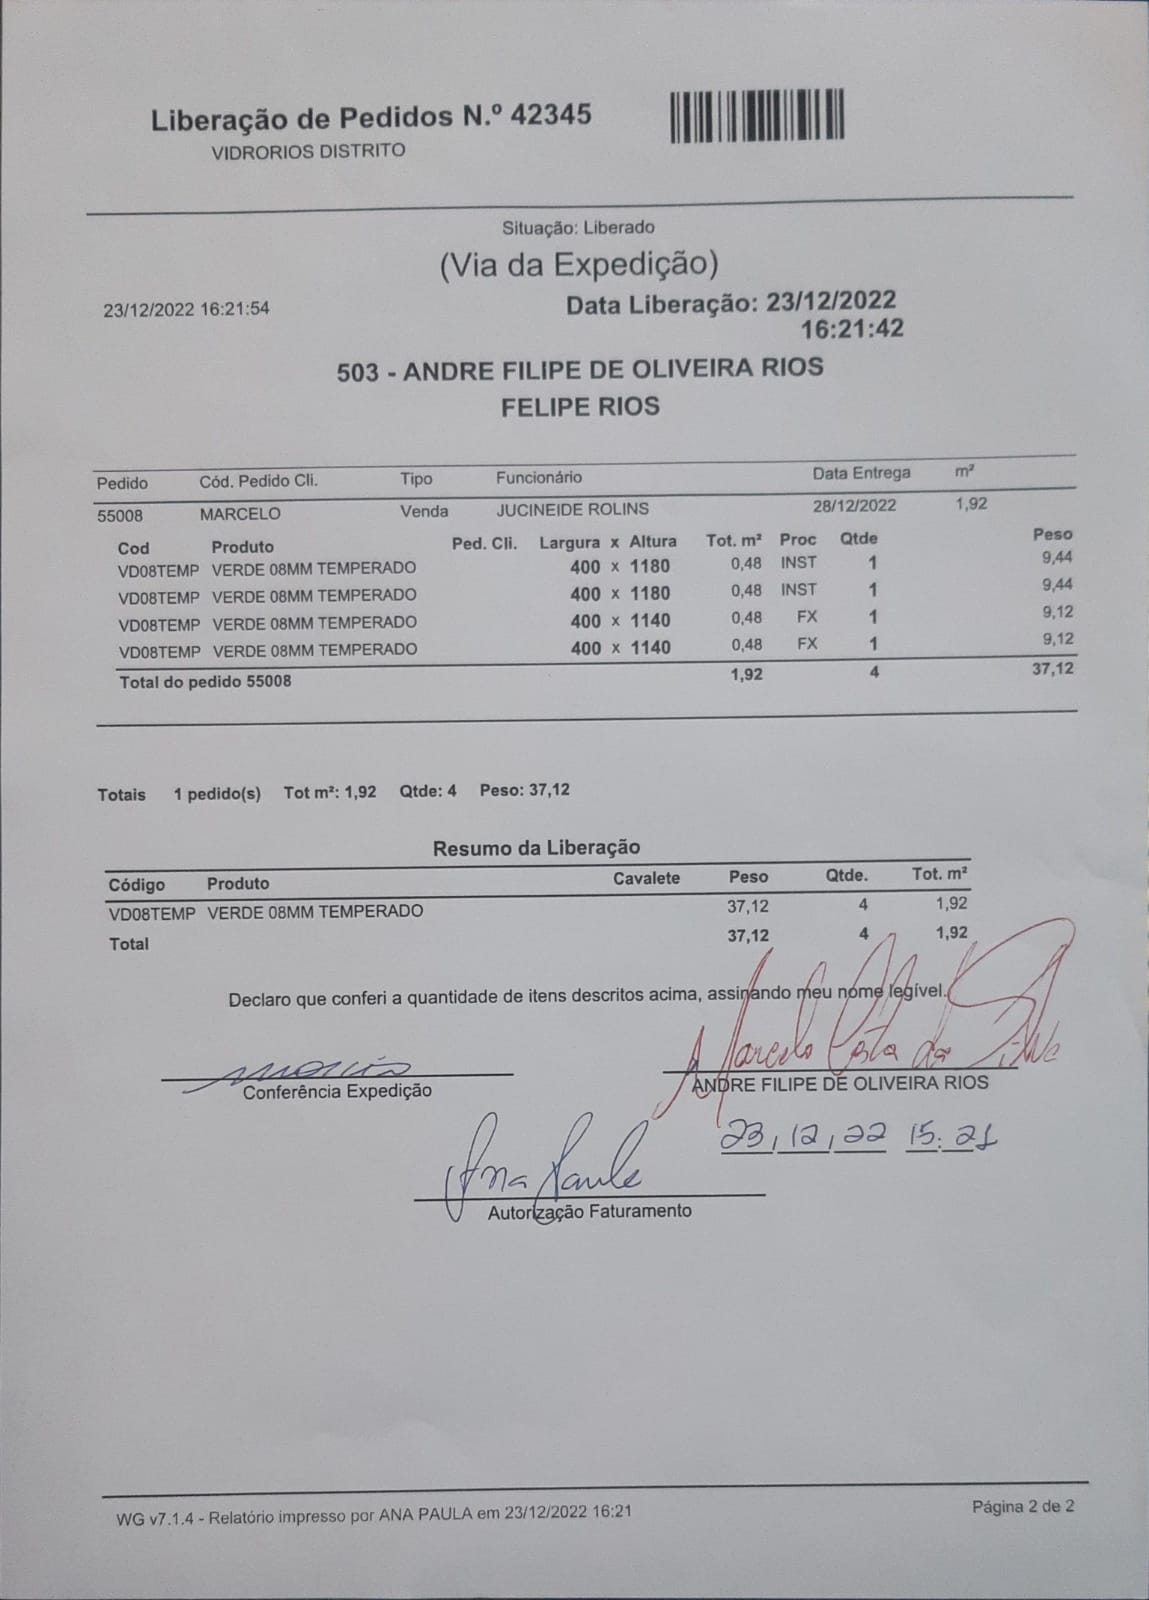 Liberação de Pedidos N.º 42345
VIDRORIOS DISTRITO
Situação: Liberado
(Via da Expedição)
23/12/2022 16:21:54
Data Liberação: 23/12/2022
16:21:42
503 - ANDRE FILIPE DE OLIVEIRA RIOS
FELIPE RIOS
Pedido Cód. Pedido Cli. Tipo Funcionário Data Entrega m²
55008 MARCELO Venda JUCINEIDE ROLINS 28/12/2022 1,92
Cod Produto Ped. Cli. Largura x Altura Tot. m² Proc Qtde Peso
VD08TEMP VERDE 08MM TEMPERADO 400 x 1180 0,48 INST 1 9,44
VD08TEMP VERDE 08MM TEMPERADO 400 x 1180 0,48 INST 1 9,44
VD08TEMP VERDE 08MM TEMPERADO 400 x 1140 0,48 FX 1 9,12
VD08TEMP VERDE 08MM TEMPERADO 400 x 1140 0,48 FX 1 9,12
Total do pedido 55008 1,92 4 37,12
Totais 1 pedido(s) Tot m²: 1,92 Qtde: 4 Peso: 37,12
Resumo da Liberação
Código Produto Cavalete Peso Qtde. Tot. m²
VD08TEMP VERDE 08MM TEMPERADO 37,12 4 1,92
Total 37,12 4 1,92
Declaro que conferi a quantidade de itens descritos acima, assinando meu nome legível.
Marcelo Costa da Silva
Conferência Expedição
ANDRE FILIPE DE OLIVEIRA RIOS
23/12/22 15:21
Ana Paula
Autorização Faturamento
WG v7.1.4 - Relatório impresso por ANA PAULA em 23/12/2022 16:21
Página 2 de 2